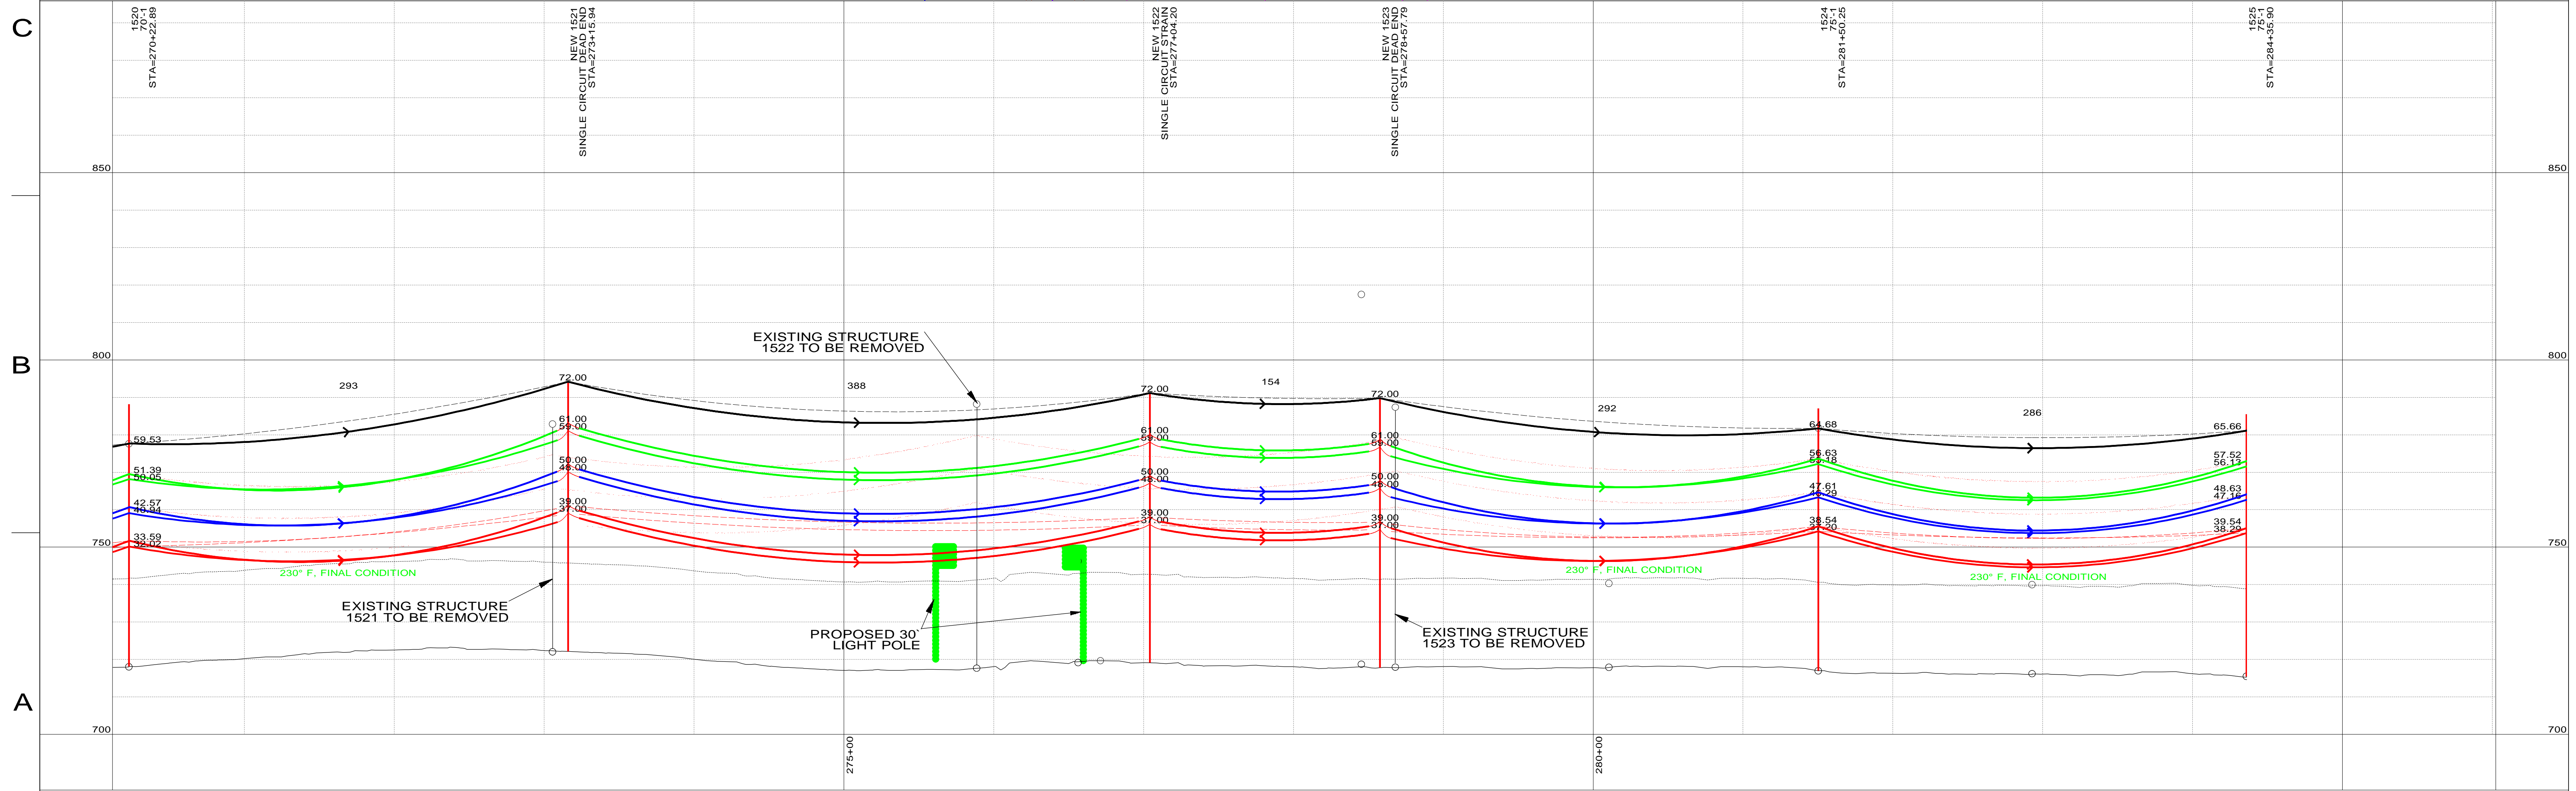 C
B
A
1520
70'-1
STA=270+22.89
NEW 1521
SINGLE CIRCUIT DEAD END
STA=273+15.94
NEW 1522
SINGLE CIRCUIT STRAIN
STA=277+04.20
NEW 1523
SINGLE CIRCUIT DEAD END
STA=278+57.79
1524
75'-1
STA=281+50.25
1525
75'-1
STA=284+35.90
850
850
800
800
750
750
700
700
EXISTING STRUCTURE
1522 TO BE REMOVED
293
388
154
292
286
59.53
51.39
50.05
42.57
40.94
33.59
32.02
72.00
61.00
59.00
50.00
48.00
39.00
37.00
72.00
61.00
59.00
50.00
48.00
39.00
37.00
72.00
61.00
59.00
50.00
48.00
39.00
37.00
64.68
56.63
55.18
47.61
46.29
38.54
65.66
57.52
56.13
48.63
47.16
39.54
38.20
230° F, FINAL CONDITION
230° F, FINAL CONDITION
230° F, FINAL CONDITION
EXISTING STRUCTURE
1521 TO BE REMOVED
PROPOSED 30`
LIGHT POLE
EXISTING STRUCTURE
1523 TO BE REMOVED
275+00
280+00